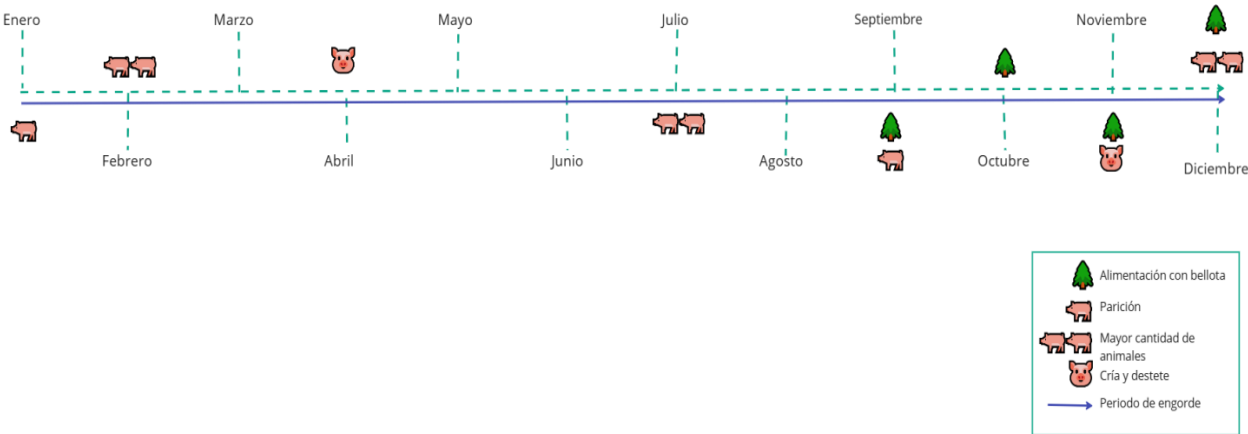 Enero
Marzo
Mayo
Julio
Septiembre
Noviembre
Febrero
Abril
Junio
Agosto
Octubre
Diciembre
Alimentación con bellota
Parición
Mayor cantidad de
animales
Cría y destete
Periodo de engorde